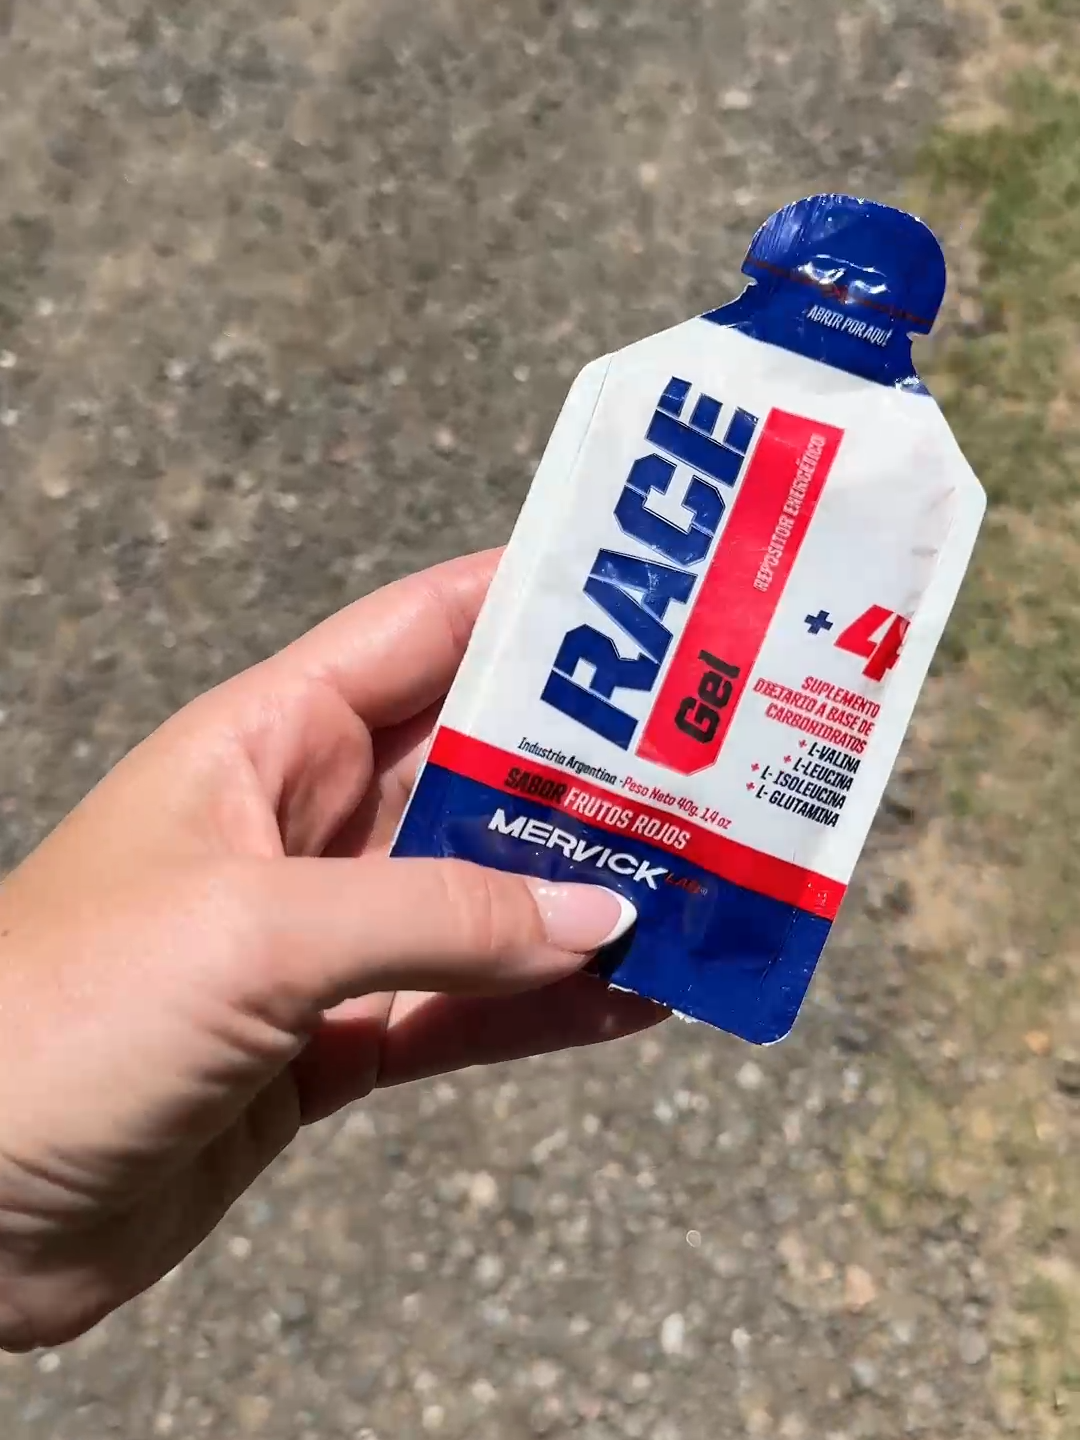 ABRIR POR AQUÍ
RACE
REPOSITOR ENERGÉTICO
Gel
+4
SUPLEMENTO
DIETARIO A BASE DE
CARBOHIDRATOS
+ L-VALINA
+ L-LEUCINA
+ L- ISOLEUCINA
+ L- GLUTAMINA
Industria Argentina -Peso Neto 40g. 1,4 oz
SABOR FRUTOS ROJOS
MERVICK LAB®